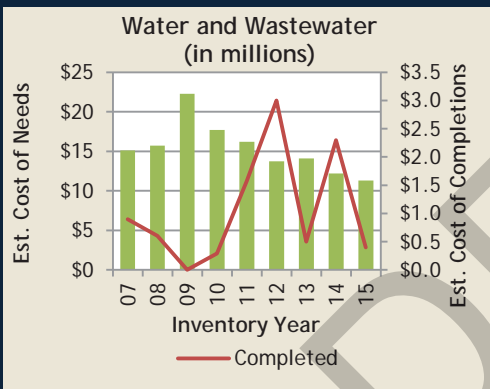 Water and Wastewater
(in millions)
Est. Cost of Needs
$25
$20
$15
$10
$5
$0
$3.5
$3.0
$2.5
$2.0
$1.5
$1.0
$0.5
$0.0
Est. Cost of Completions
07 08 09 10 11 12 13 14 15
Inventory Year
Completed